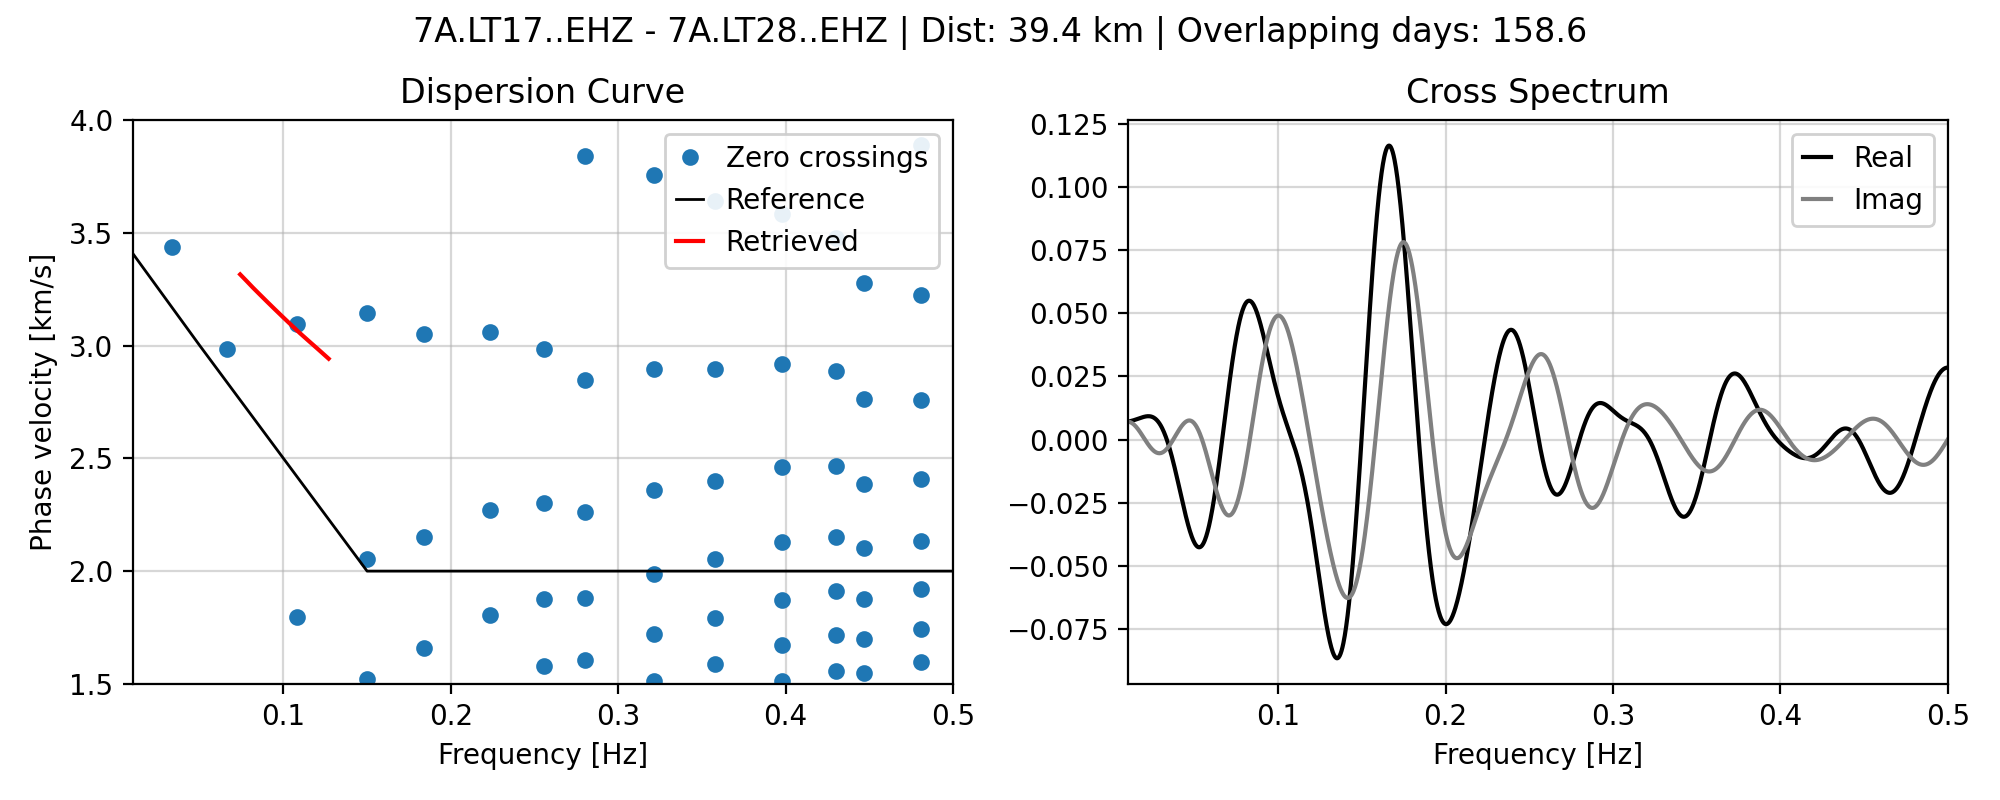 7A.LT17..EHZ - 7A.LT28..EHZ | Dist: 39.4 km | Overlapping days: 158.6
Dispersion Curve
Phase velocity [km/s]
4.0
3.5
3.0
2.5
2.0
1.5
Zero crossings
Reference
Retrieved
0.1 0.2 0.3 0.4 0.5
Frequency [Hz]
Cross Spectrum
0.125
0.100
0.075
0.050
0.025
0.000
−0.025
−0.050
−0.075
Real
Imag
0.1 0.2 0.3 0.4 0.5
Frequency [Hz]